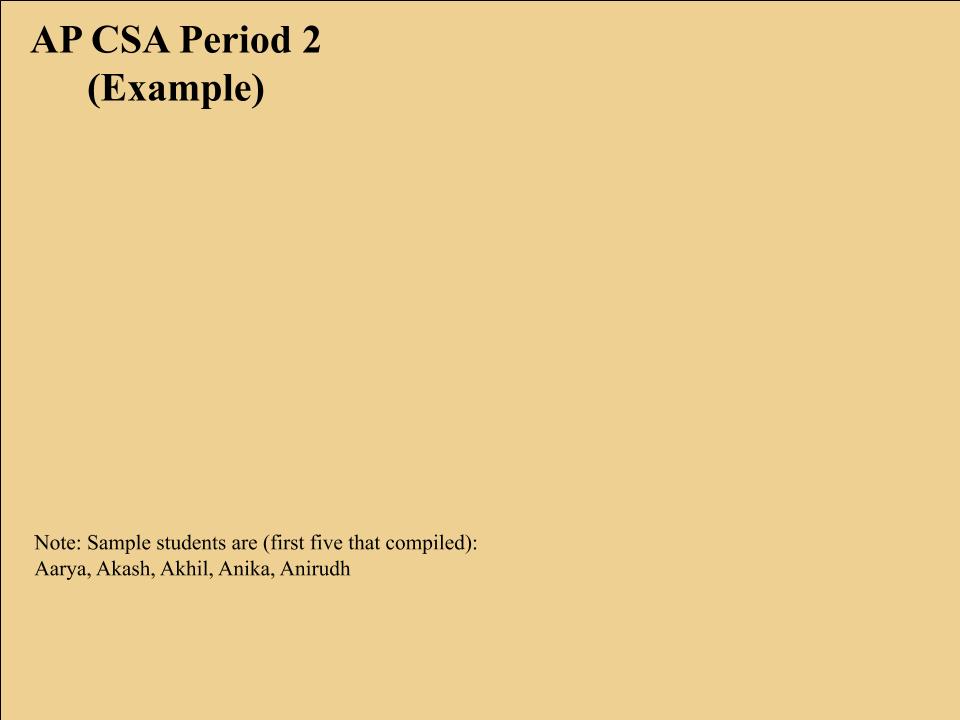 AP CSA Period 2
(Example)
Note: Sample students are (first five that compiled):
Aarya, Akash, Akhil, Anika, Anirudh